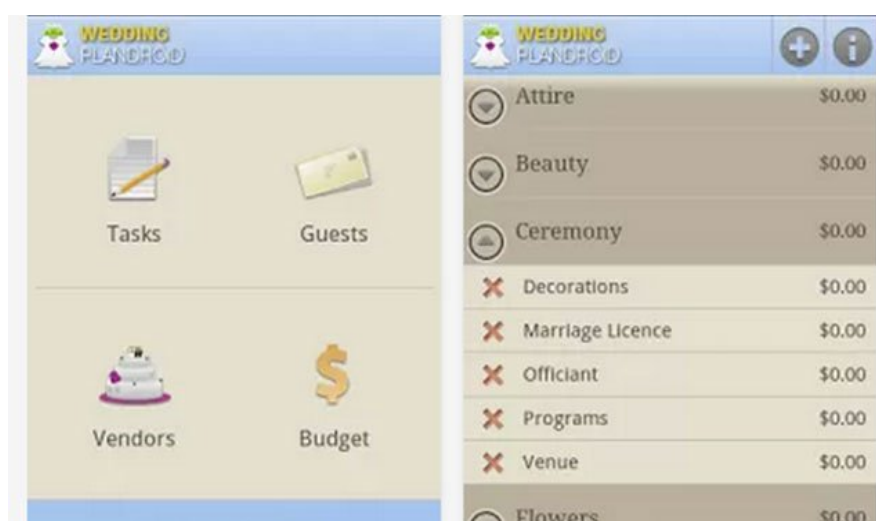 WEDDING
PLANDROID
Tasks
Guests
Vendors
Budget
WEDDING
PLANDROID
Attire $0.00
Beauty $0.00
Ceremony $0.00
Decorations $0.00
Marriage Licence $0.00
Officiant $0.00
Programs $0.00
Venue $0.00
Flowers $0.00